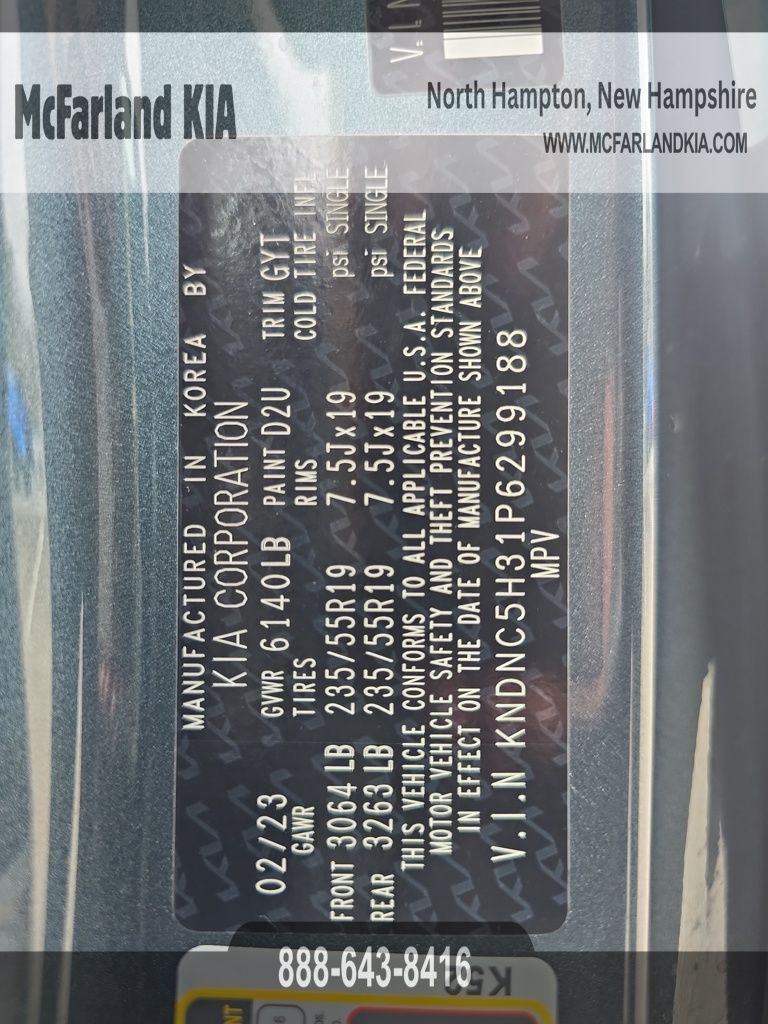 McFarland KIA
North Hampton, New Hampshire
WWW.MCFARLANDKIA.COM
V.I.N
MANUFACTURED IN KOREA BY
KIA CORPORATION
02/23 GVWR 6140LB PAINT D2U TRIM GYT
GAWR TIRES RIMS COLD TIRE INFL
FRONT 3064 LB 235/55R19 7.5Jx19 psi SINGLE
REAR 3263 LB 235/55R19 7.5Jx19 psi SINGLE
THIS VEHICLE CONFORMS TO ALL APPLICABLE U.S.A. FEDERAL
MOTOR VEHICLE SAFETY AND THEFT PREVENTION STANDARDS
IN EFFECT ON THE DATE OF MANUFACTURE SHOWN ABOVE
V.I.N KNDNC5H31P6299188
MPV
888-643-8416
K52